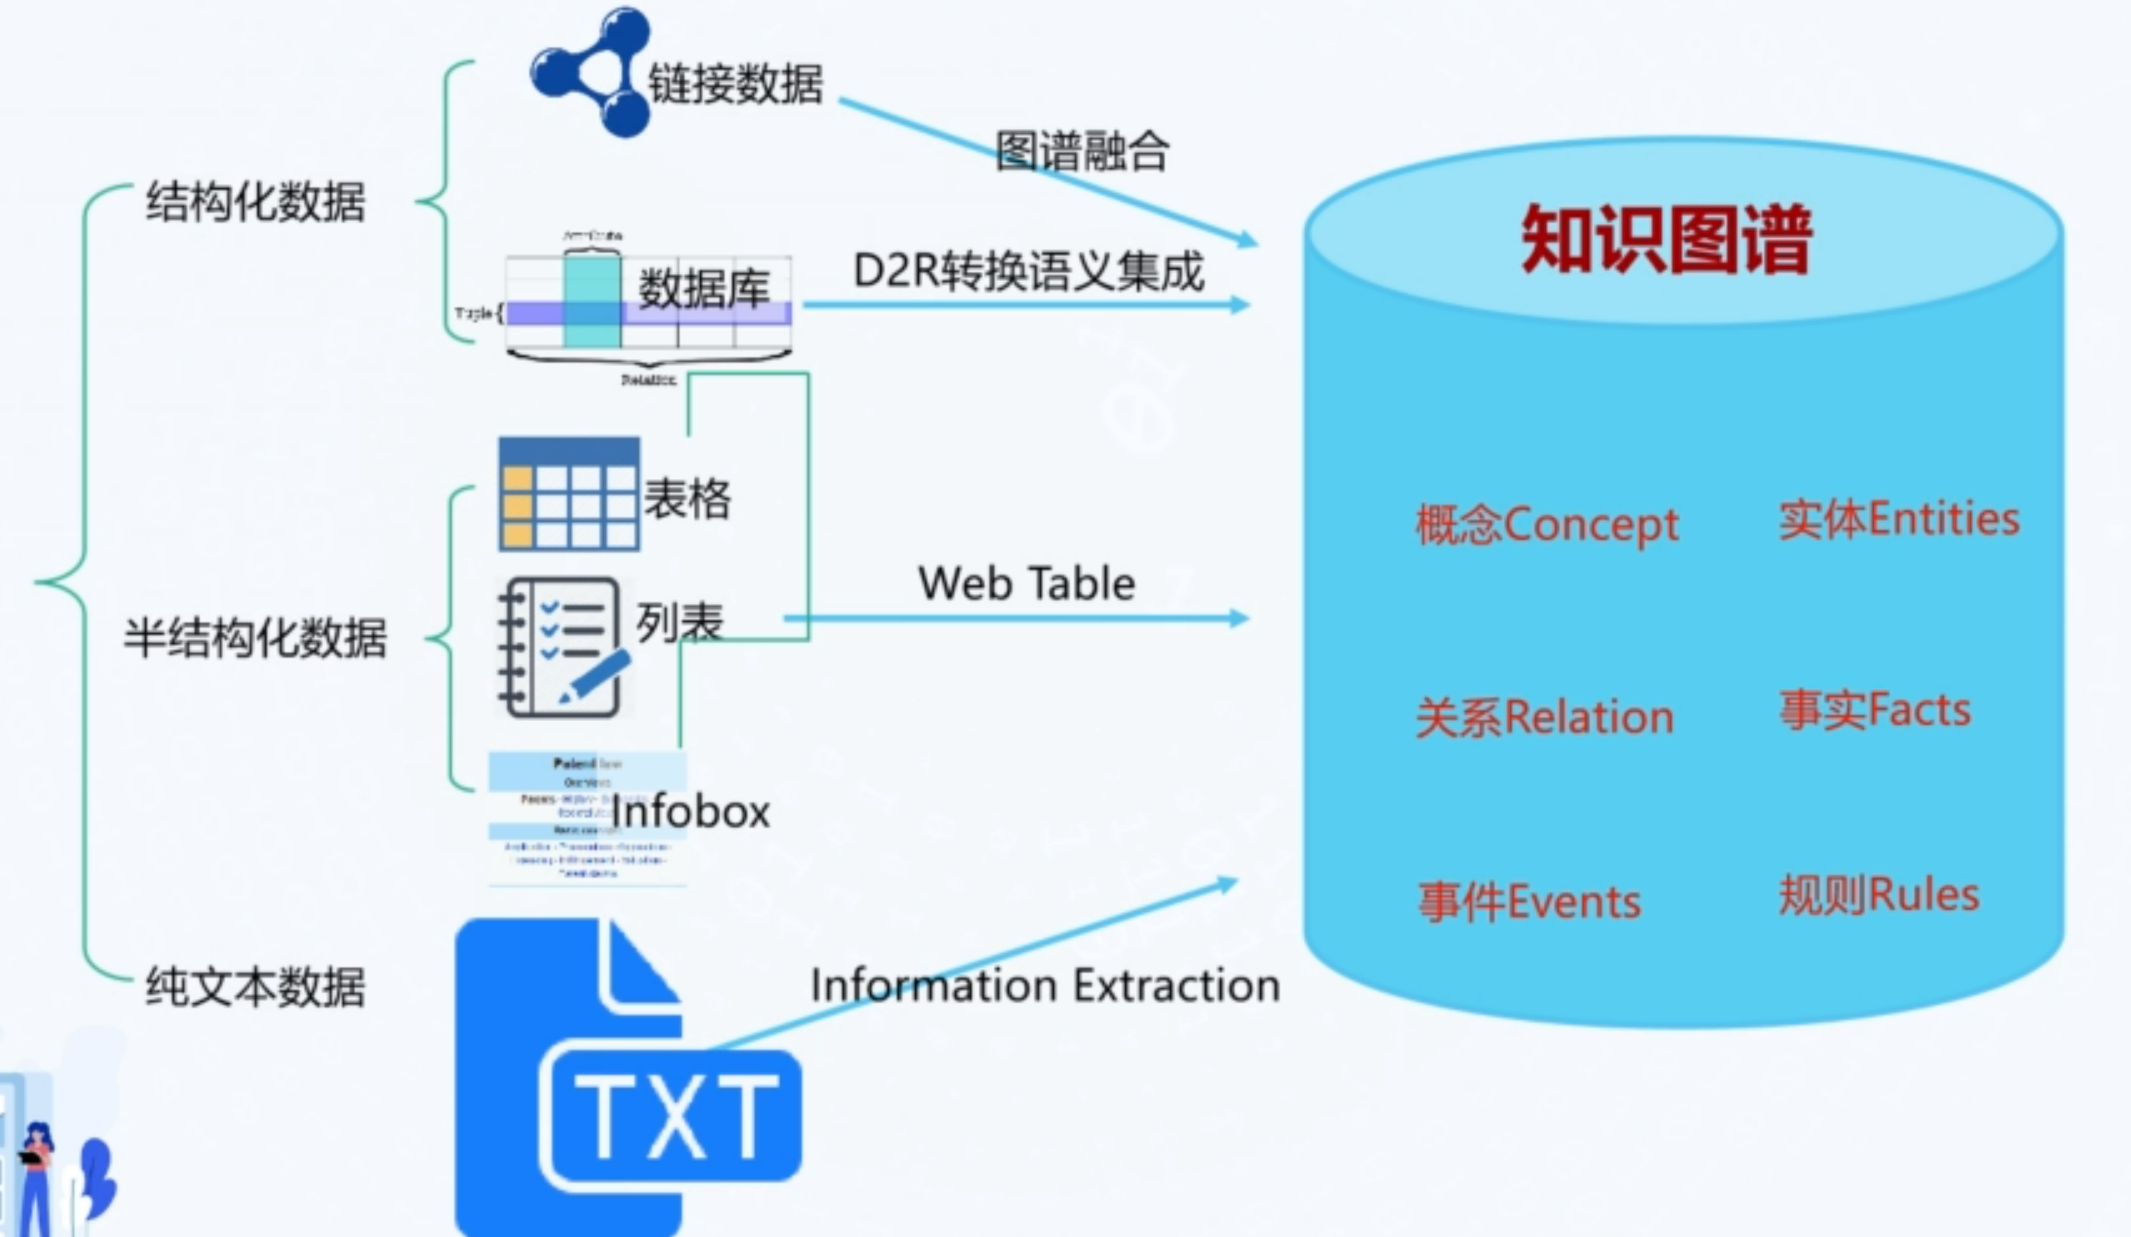 链接数据
图谱融合
结构化数据
知识图谱
D2R转换语义集成
数据库
Relation
表格
概念Concept
实体Entities
Web Table
列表
半结构化数据
关系Relation
事实Facts
Infobox
事件Events
规则Rules
纯文本数据
Information Extraction
TXT